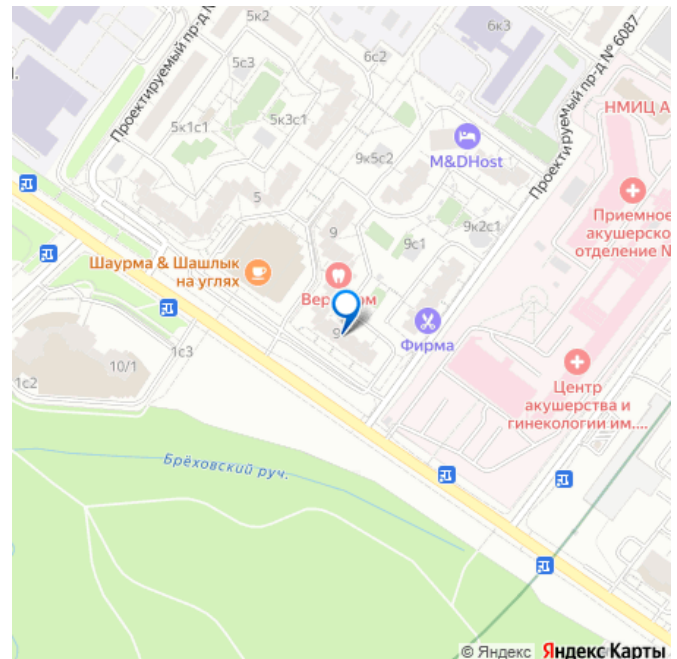 5к2
6к3
Проектируемый пр-д №
5с3
6с2
Проектируемый пр-д № 6087
НМИЦ А
5к1с1
9к5с2
M&DHost
Приемное
акушерско
отделение №
5
9
9с1
9к2с1
Шаурма & Шашлык
на углях
Фирма
10/1
1с3
1с2
Центр
акушерства и
гинекологии им....
Брёховский руч.
© Яндекс Яндекс Карты